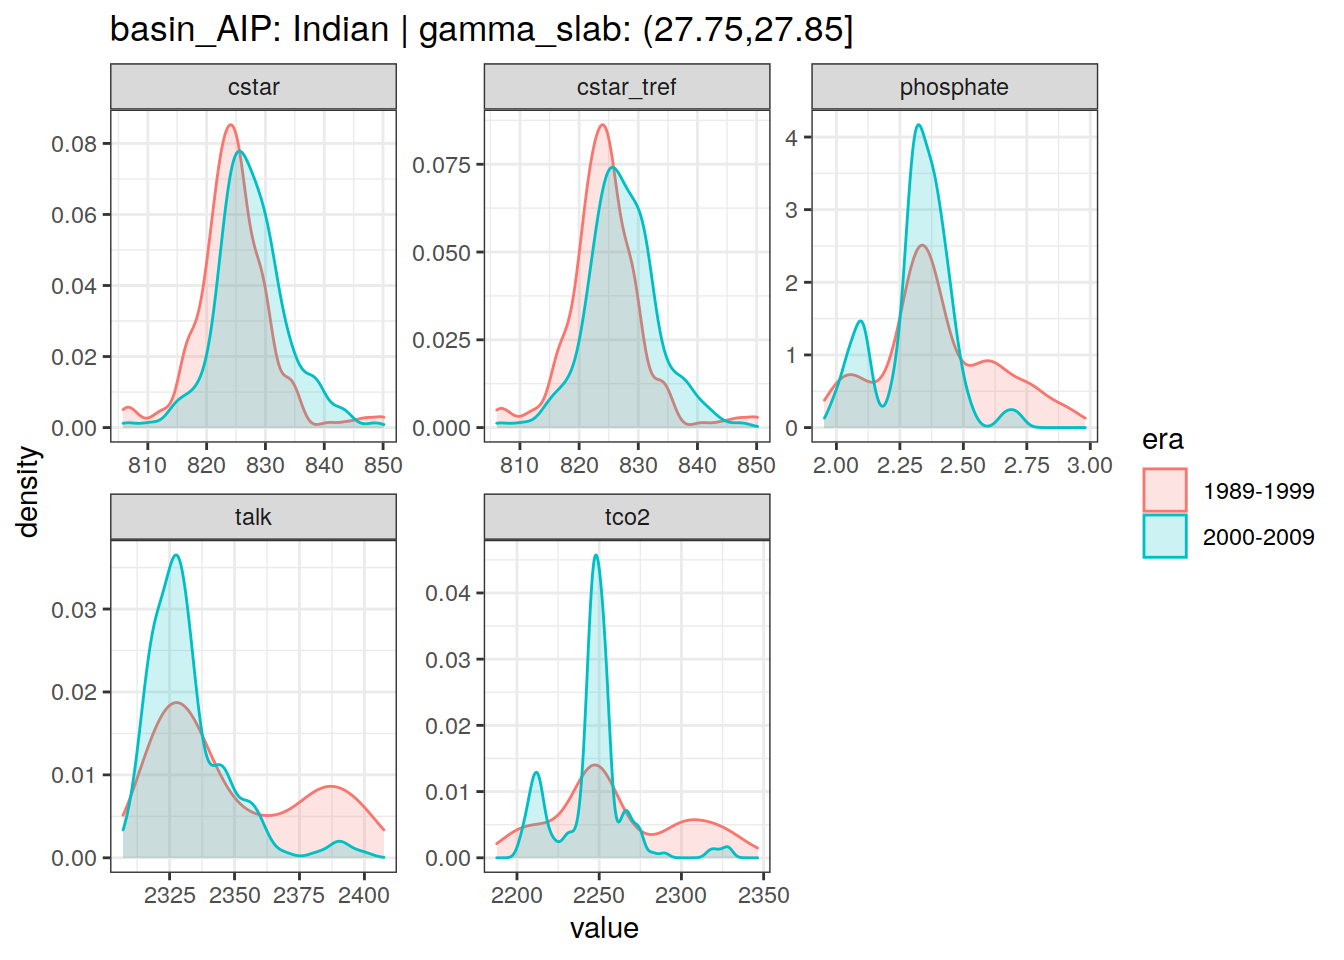 basin_AIP: Indian | gamma_slab: (27.75,27.85]
cstar
cstar_tref
phosphate
0.08
0.06
0.04
0.02
0.00
810 820 830 840 850
0.075
0.050
0.025
0.000
810 820 830 840 850
4
3
2
1
0
2.00 2.25 2.50 2.75 3.00
talk
tco2
0.03
0.02
0.01
0.00
2325 2350 2375 2400
0.04
0.03
0.02
0.01
0.00
2200 2250 2300 2350
density
value
era
1989-1999
2000-2009